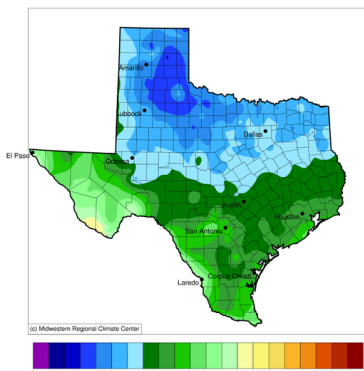 Amarillo
Lubbock
Dallas
El Paso
Odessa
Austin
Houston
San Antonio
Corpus Christi
Laredo
(c) Midwestern Regional Climate Center